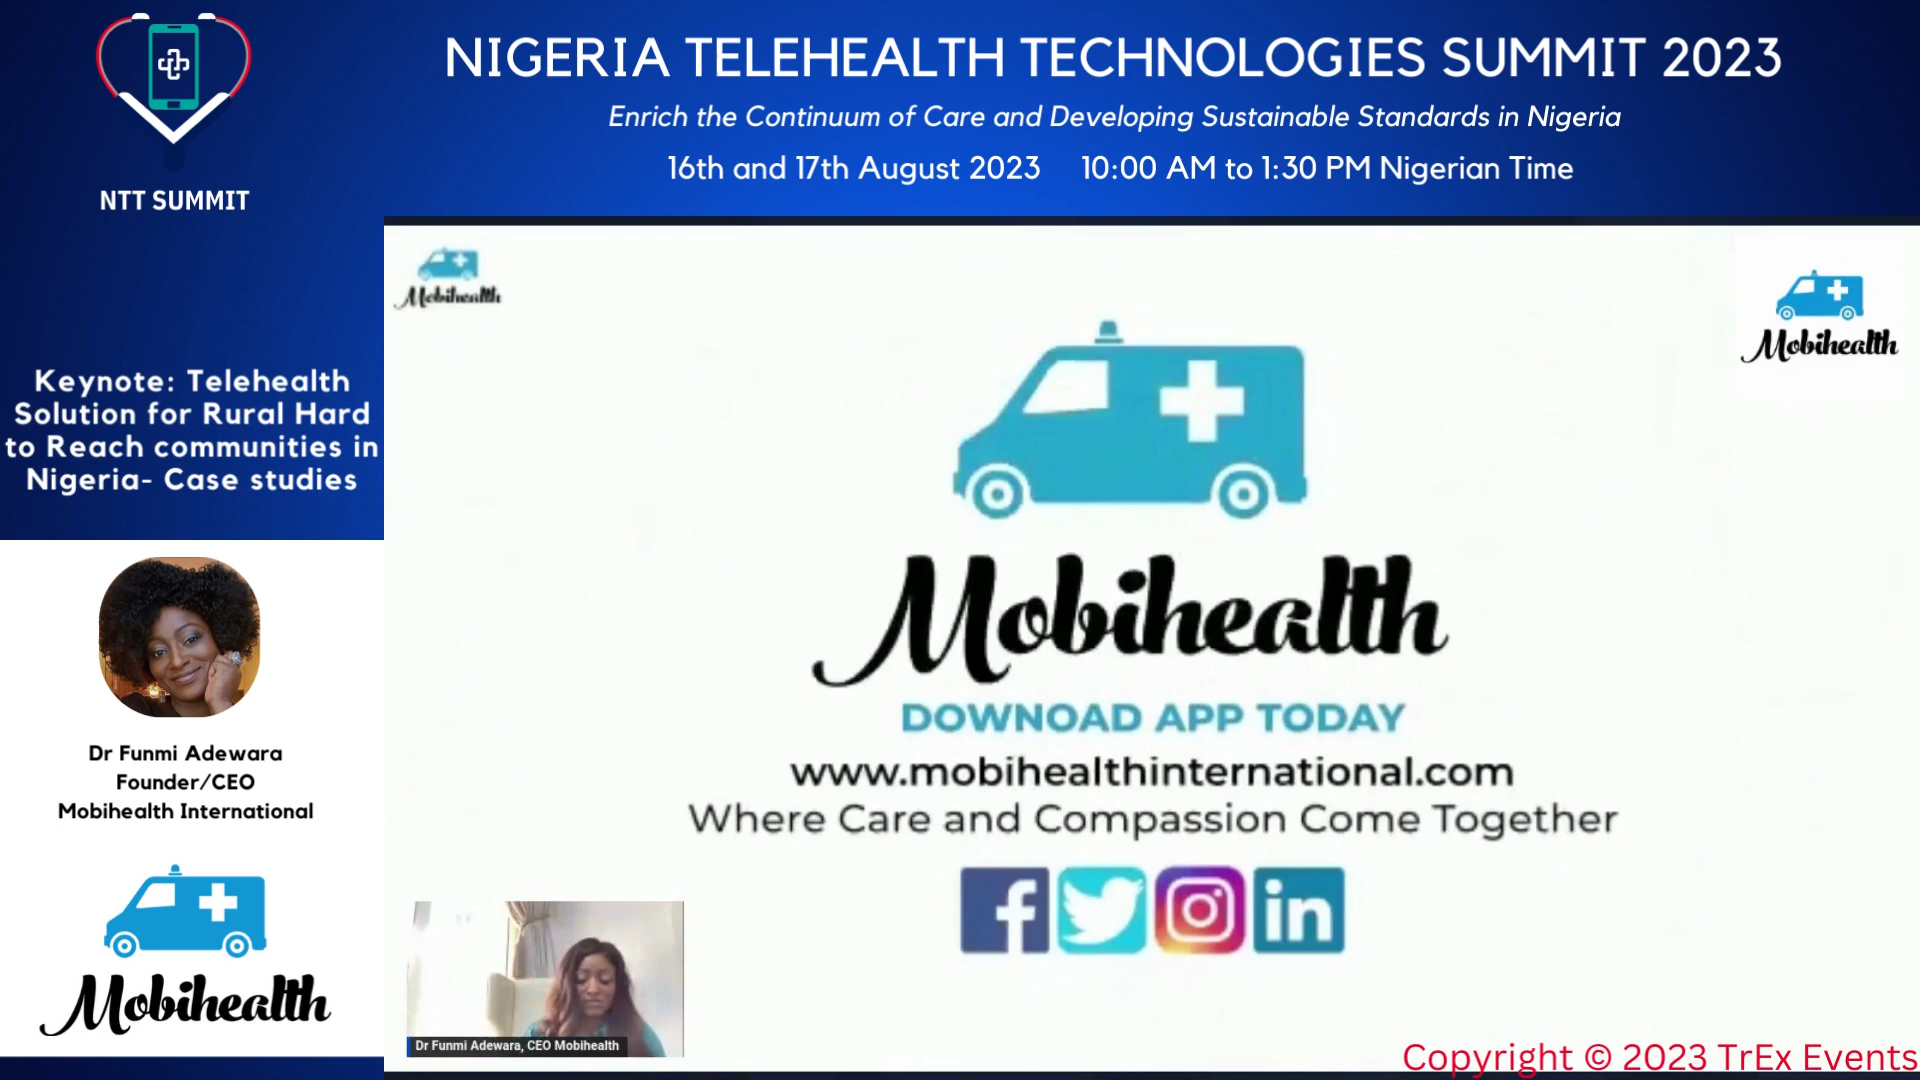 NIGERIA TELEHEALTH TECHNOLOGIES SUMMIT 2023
Enrich the Continuum of Care and Developing Sustainable Standards in Nigeria
16th and 17th August 2023 10:00 AM to 1:30 PM Nigerian Time
NTT SUMMIT
Keynote: Telehealth
Solution for Rural Hard
to Reach communities in
Nigeria- Case studies
Dr Funmi Adewara
Founder/CEO
Mobihealth International
Mobihealth
Mobihealth
Mobihealth
Mobihealth
DOWNOAD APP TODAY
www.mobihealthinternational.com
Where Care and Compassion Come Together
f
in
Dr Funmi Adewara, CEO Mobihealth
Copyright © 2023 TrEx Events